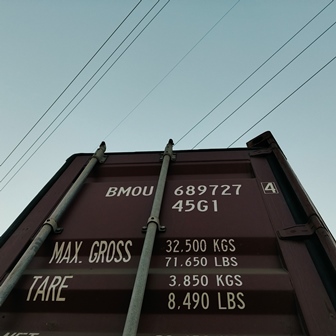 BMOU 689727 4
45G1
MAX. GROSS 32.500 KGS
71.650 LBS
TARE 3.850 KGS
8.490 LBS